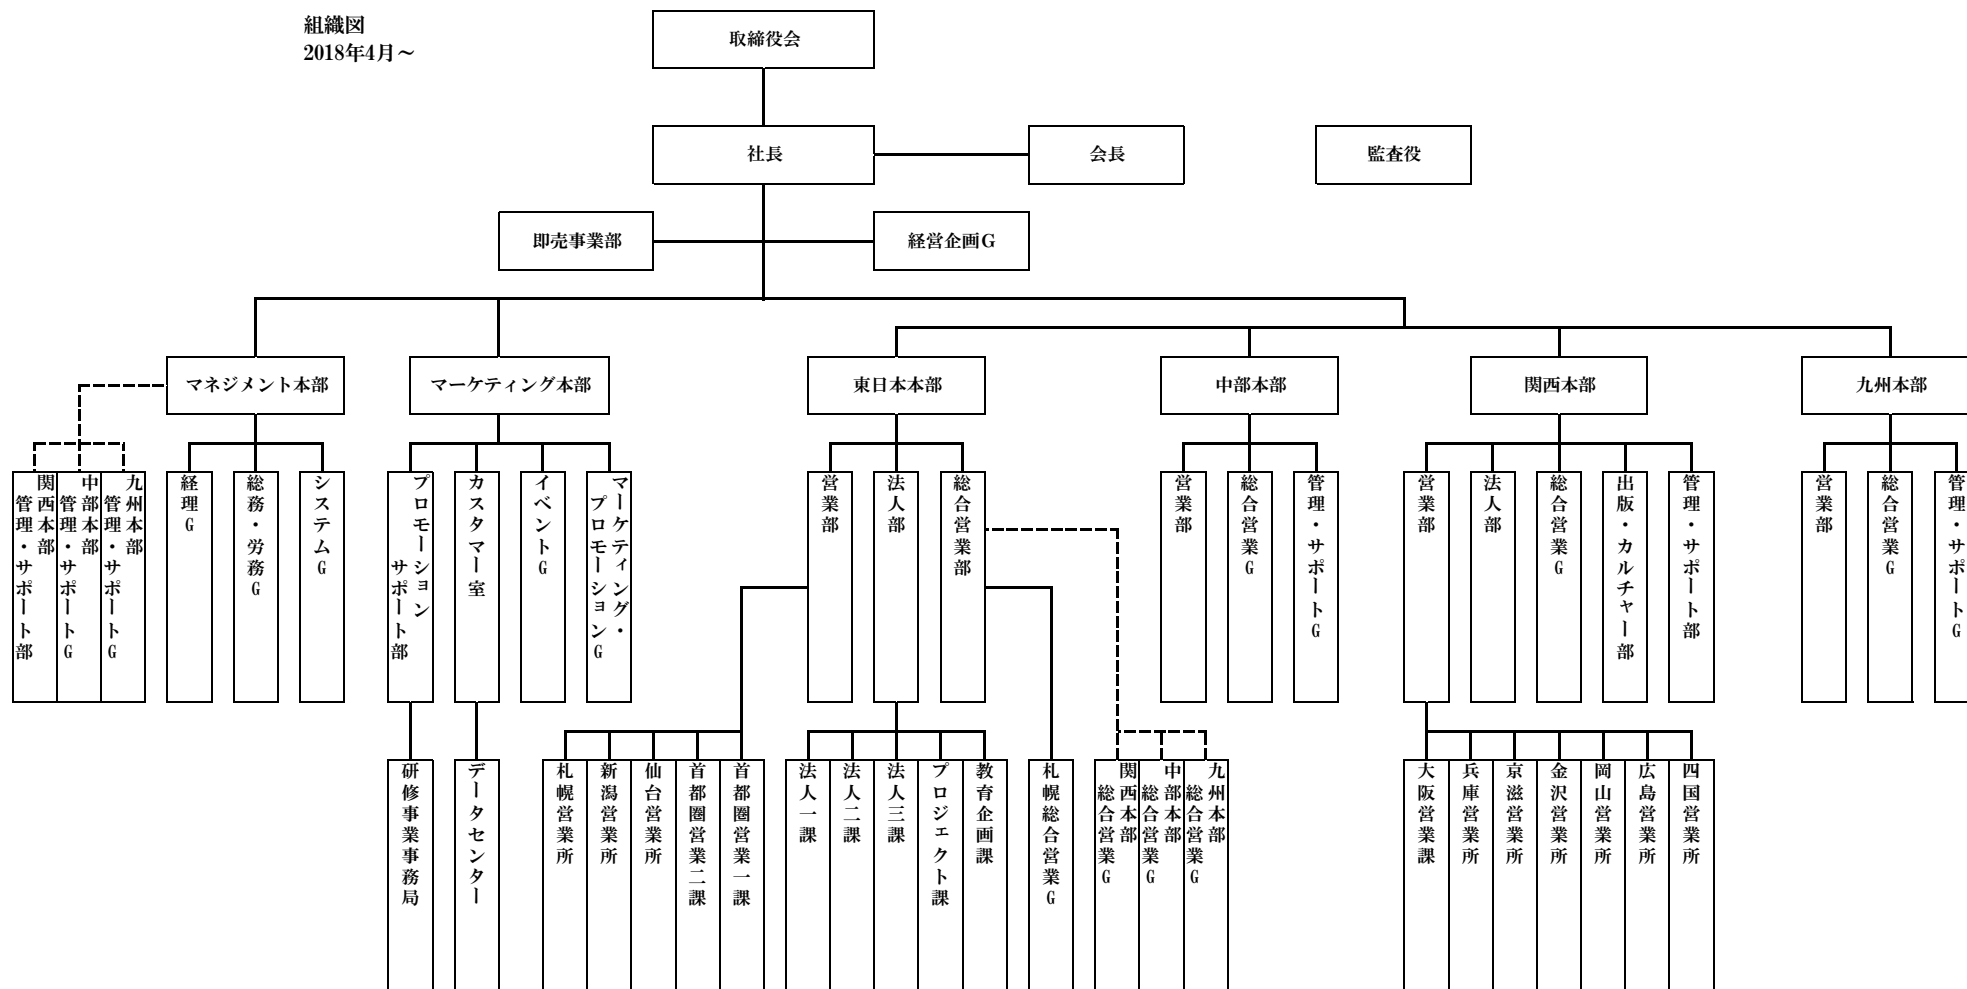 組織図
2018年4月～
取締役会
社長
会長
監査役
即売事業部
経営企画G
マネジメント本部
マーケティング本部
東日本本部
中部本部
関西本部
九州本部
関西本部
管理・サポート部
中部本部
管理・サポートG
九州本部
管理・サポートG
経理G
総務・労務G
システムG
プロモーション
サポート部
カスタマー室
イベントG
マーケティング・
プロモーションG
営業部
法人部
総合営業部
営業部
総合営業G
管理・サポートG
営業部
法人部
総合営業G
出版・カルチャー部
管理・サポート部
営業部
総合営業G
管理・サポートG
研修事業事務局
データセンター
札幌営業所
新潟営業所
仙台営業所
首都圏営業二課
首都圏営業一課
法人一課
法人二課
法人三課
プロジェクト課
教育企画課
札幌総合営業G
関西本部
総合営業G
中部本部
総合営業G
九州本部
総合営業G
大阪営業課
兵庫営業所
京滋営業所
金沢営業所
岡山営業所
広島営業所
四国営業所